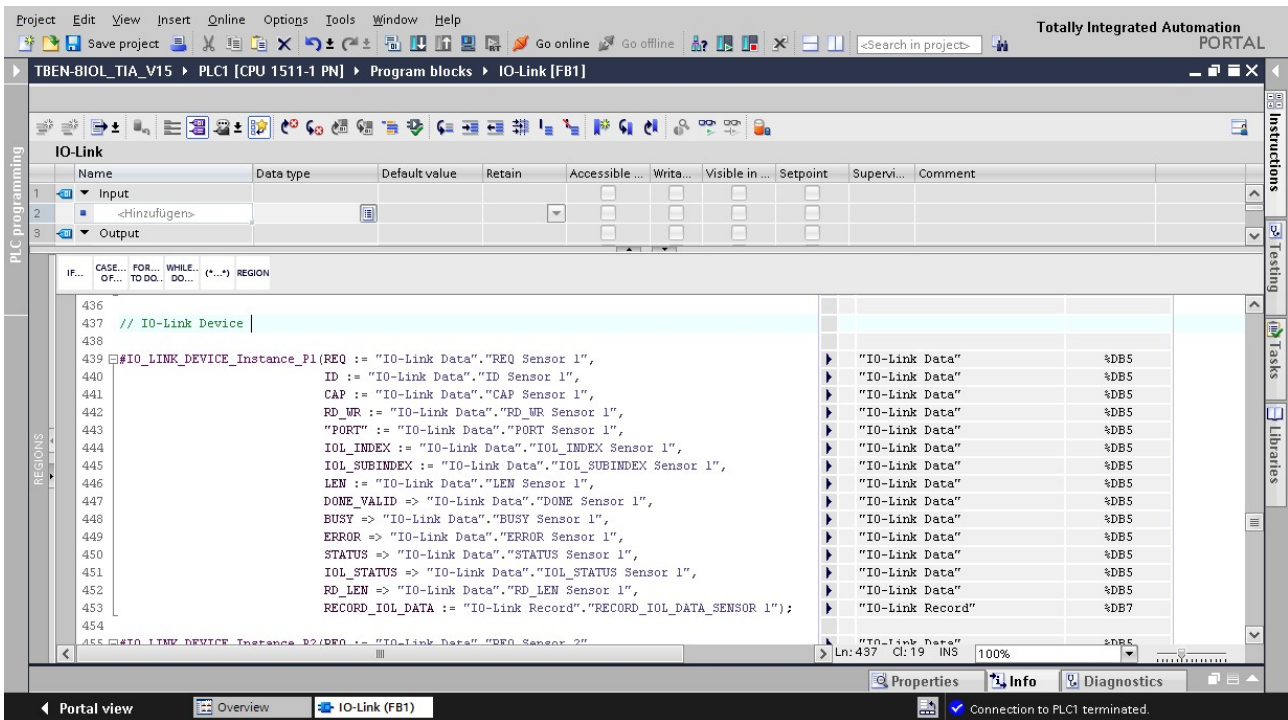 Project Edit View Insert Online Options Tools Window Help
Totally Integrated Automation
PORTAL
Save project Go online Go offline <Search in project>
TBEN-BIOL_TIA_V15 ▸ PLC1 [CPU 1511-1 PN] ▸ Program blocks ▸ IO-Link [FB1]
IO-Link
Name Data type Default value Retain Accessible ... Writa... Visible in ... Setpoint Supervi... Comment
1 Input
2 <Hinzufügen>
3 Output
IF... CASE... OF... FOR... TO DO.. WHILE.. DO... (*...*) REGION
436
437 // IO-Link Device
438
439 #IO_LINK_DEVICE_Instance_P1(REQ := "IO-Link Data"."REQ Sensor 1", "IO-Link Data" %DB5
440 ID := "IO-Link Data"."ID Sensor 1", "IO-Link Data" %DB5
441 CAP := "IO-Link Data"."CAP Sensor 1", "IO-Link Data" %DB5
442 RD_WR := "IO-Link Data"."RD_WR Sensor 1", "IO-Link Data" %DB5
443 "PORT" := "IO-Link Data"."PORT Sensor 1", "IO-Link Data" %DB5
444 IOL_INDEX := "IO-Link Data"."IOL_INDEX Sensor 1", "IO-Link Data" %DB5
445 IOL_SUBINDEX := "IO-Link Data"."IOL_SUBINDEX Sensor 1", "IO-Link Data" %DB5
446 LEN := "IO-Link Data"."LEN Sensor 1", "IO-Link Data" %DB5
447 DONE_VALID => "IO-Link Data"."DONE Sensor 1", "IO-Link Data" %DB5
448 BUSY => "IO-Link Data"."BUSY Sensor 1", "IO-Link Data" %DB5
449 ERROR => "IO-Link Data"."ERROR Sensor 1", "IO-Link Data" %DB5
450 STATUS => "IO-Link Data"."STATUS Sensor 1", "IO-Link Data" %DB5
451 IOL_STATUS => "IO-Link Data"."IOL_STATUS Sensor 1", "IO-Link Data" %DB5
452 RD_LEN => "IO-Link Data"."RD_LEN Sensor 1", "IO-Link Data" %DB5
453 RECORD_IOL_DATA := "IO-Link Record"."RECORD_IOL_DATA_SENSOR 1"); "IO-Link Record" %DB7
454
455 #IO_LINK_DEVICE_Instance_P2(REQ := "IO-Link Data"."REQ Sensor 2", "IO-Link Data" %DB5
Ln: 437 Cl: 19 INS 100%
Properties Info Diagnostics
Portal view Overview IO-Link (FB1) Connection to PLC1 terminated.
PLC programming
REGIONS
Instructions
Testing
Tasks
Libraries